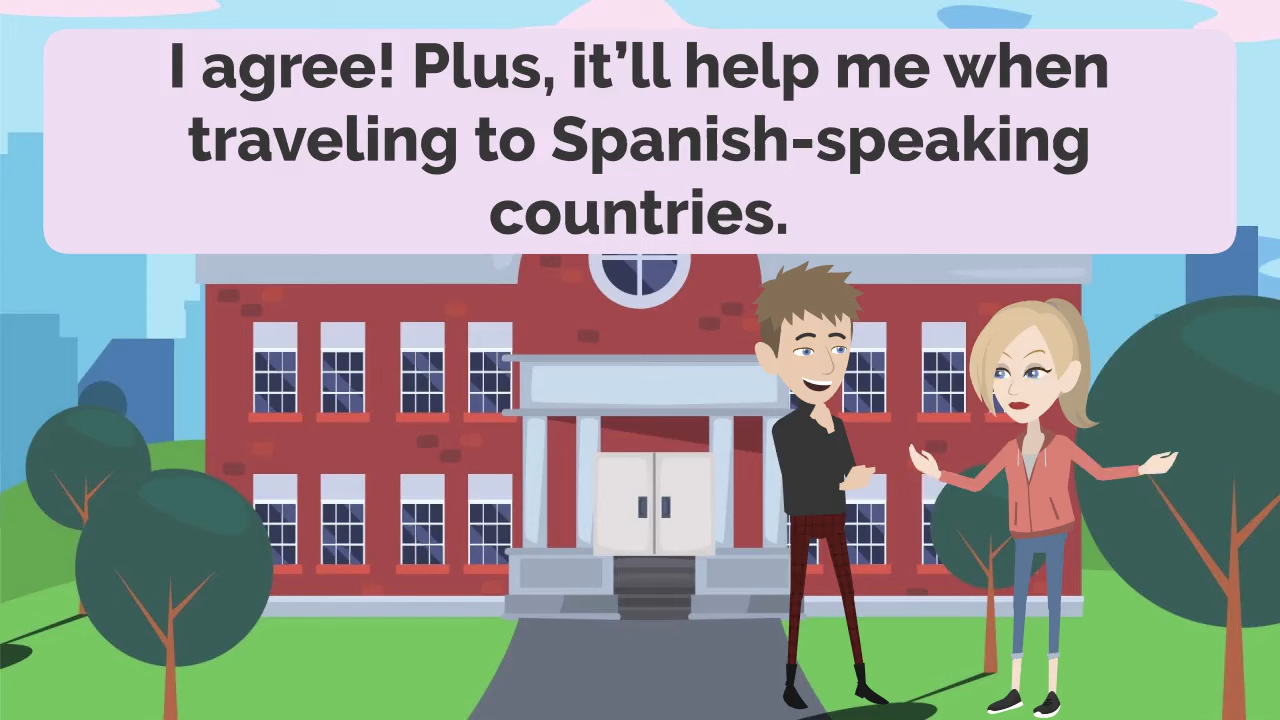 I agree! Plus, it’ll help me when
traveling to Spanish-speaking
countries.